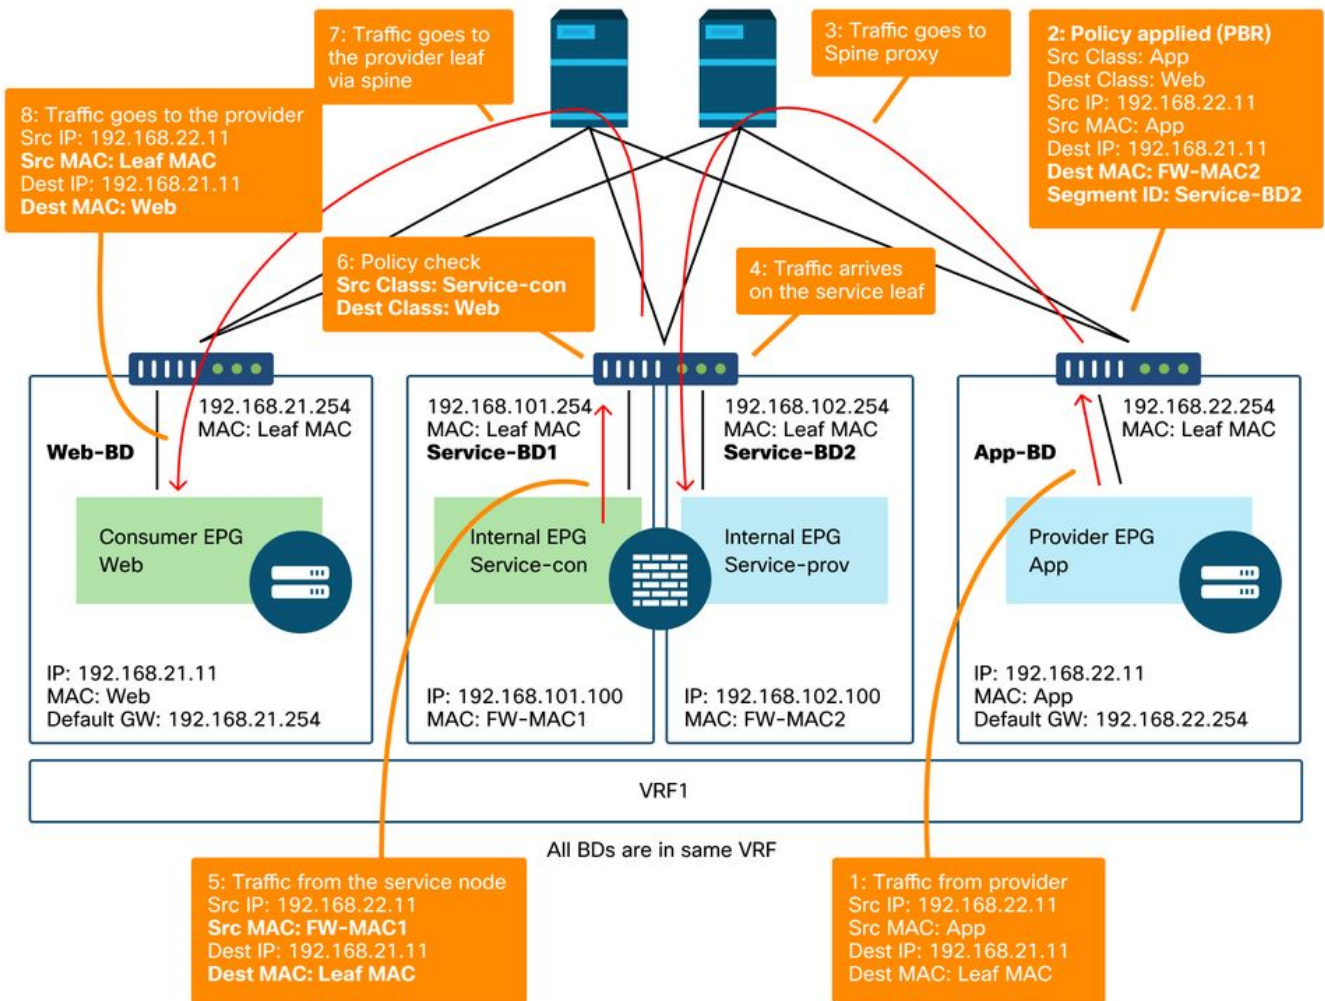 7: Traffic goes to
the provider leaf
via spine
3: Traffic goes to
Spine proxy
2: Policy applied (PBR)
Src Class: App
Dest Class: Web
Src IP: 192.168.22.11
Src MAC: App
Dest IP: 192.168.21.11
Dest MAC: FW-MAC2
Segment ID: Service-BD2
8: Traffic goes to the provider
Src IP: 192.168.22.11
Src MAC: Leaf MAC
Dest IP: 192.168.21.11
Dest MAC: Web
6: Policy check
Src Class: Service-con
Dest Class: Web
4: Traffic arrives
on the service leaf
192.168.21.254
MAC: Leaf MAC
Web-BD
Consumer EPG
Web
IP: 192.168.21.11
MAC: Web
Default GW: 192.168.21.254
192.168.101.254
MAC: Leaf MAC
Service-BD1
Internal EPG
Service-con
IP: 192.168.101.100
MAC: FW-MAC1
192.168.102.254
MAC: Leaf MAC
Service-BD2
Internal EPG
Service-prov
IP: 192.168.102.100
MAC: FW-MAC2
192.168.22.254
MAC: Leaf MAC
App-BD
Provider EPG
App
IP: 192.168.22.11
MAC: App
Default GW: 192.168.22.254
VRF1
All BDs are in same VRF
5: Traffic from the service node
Src IP: 192.168.22.11
Src MAC: FW-MAC1
Dest IP: 192.168.21.11
Dest MAC: Leaf MAC
1: Traffic from provider
Src IP: 192.168.22.11
Src MAC: App
Dest IP: 192.168.21.11
Dest MAC: Leaf MAC